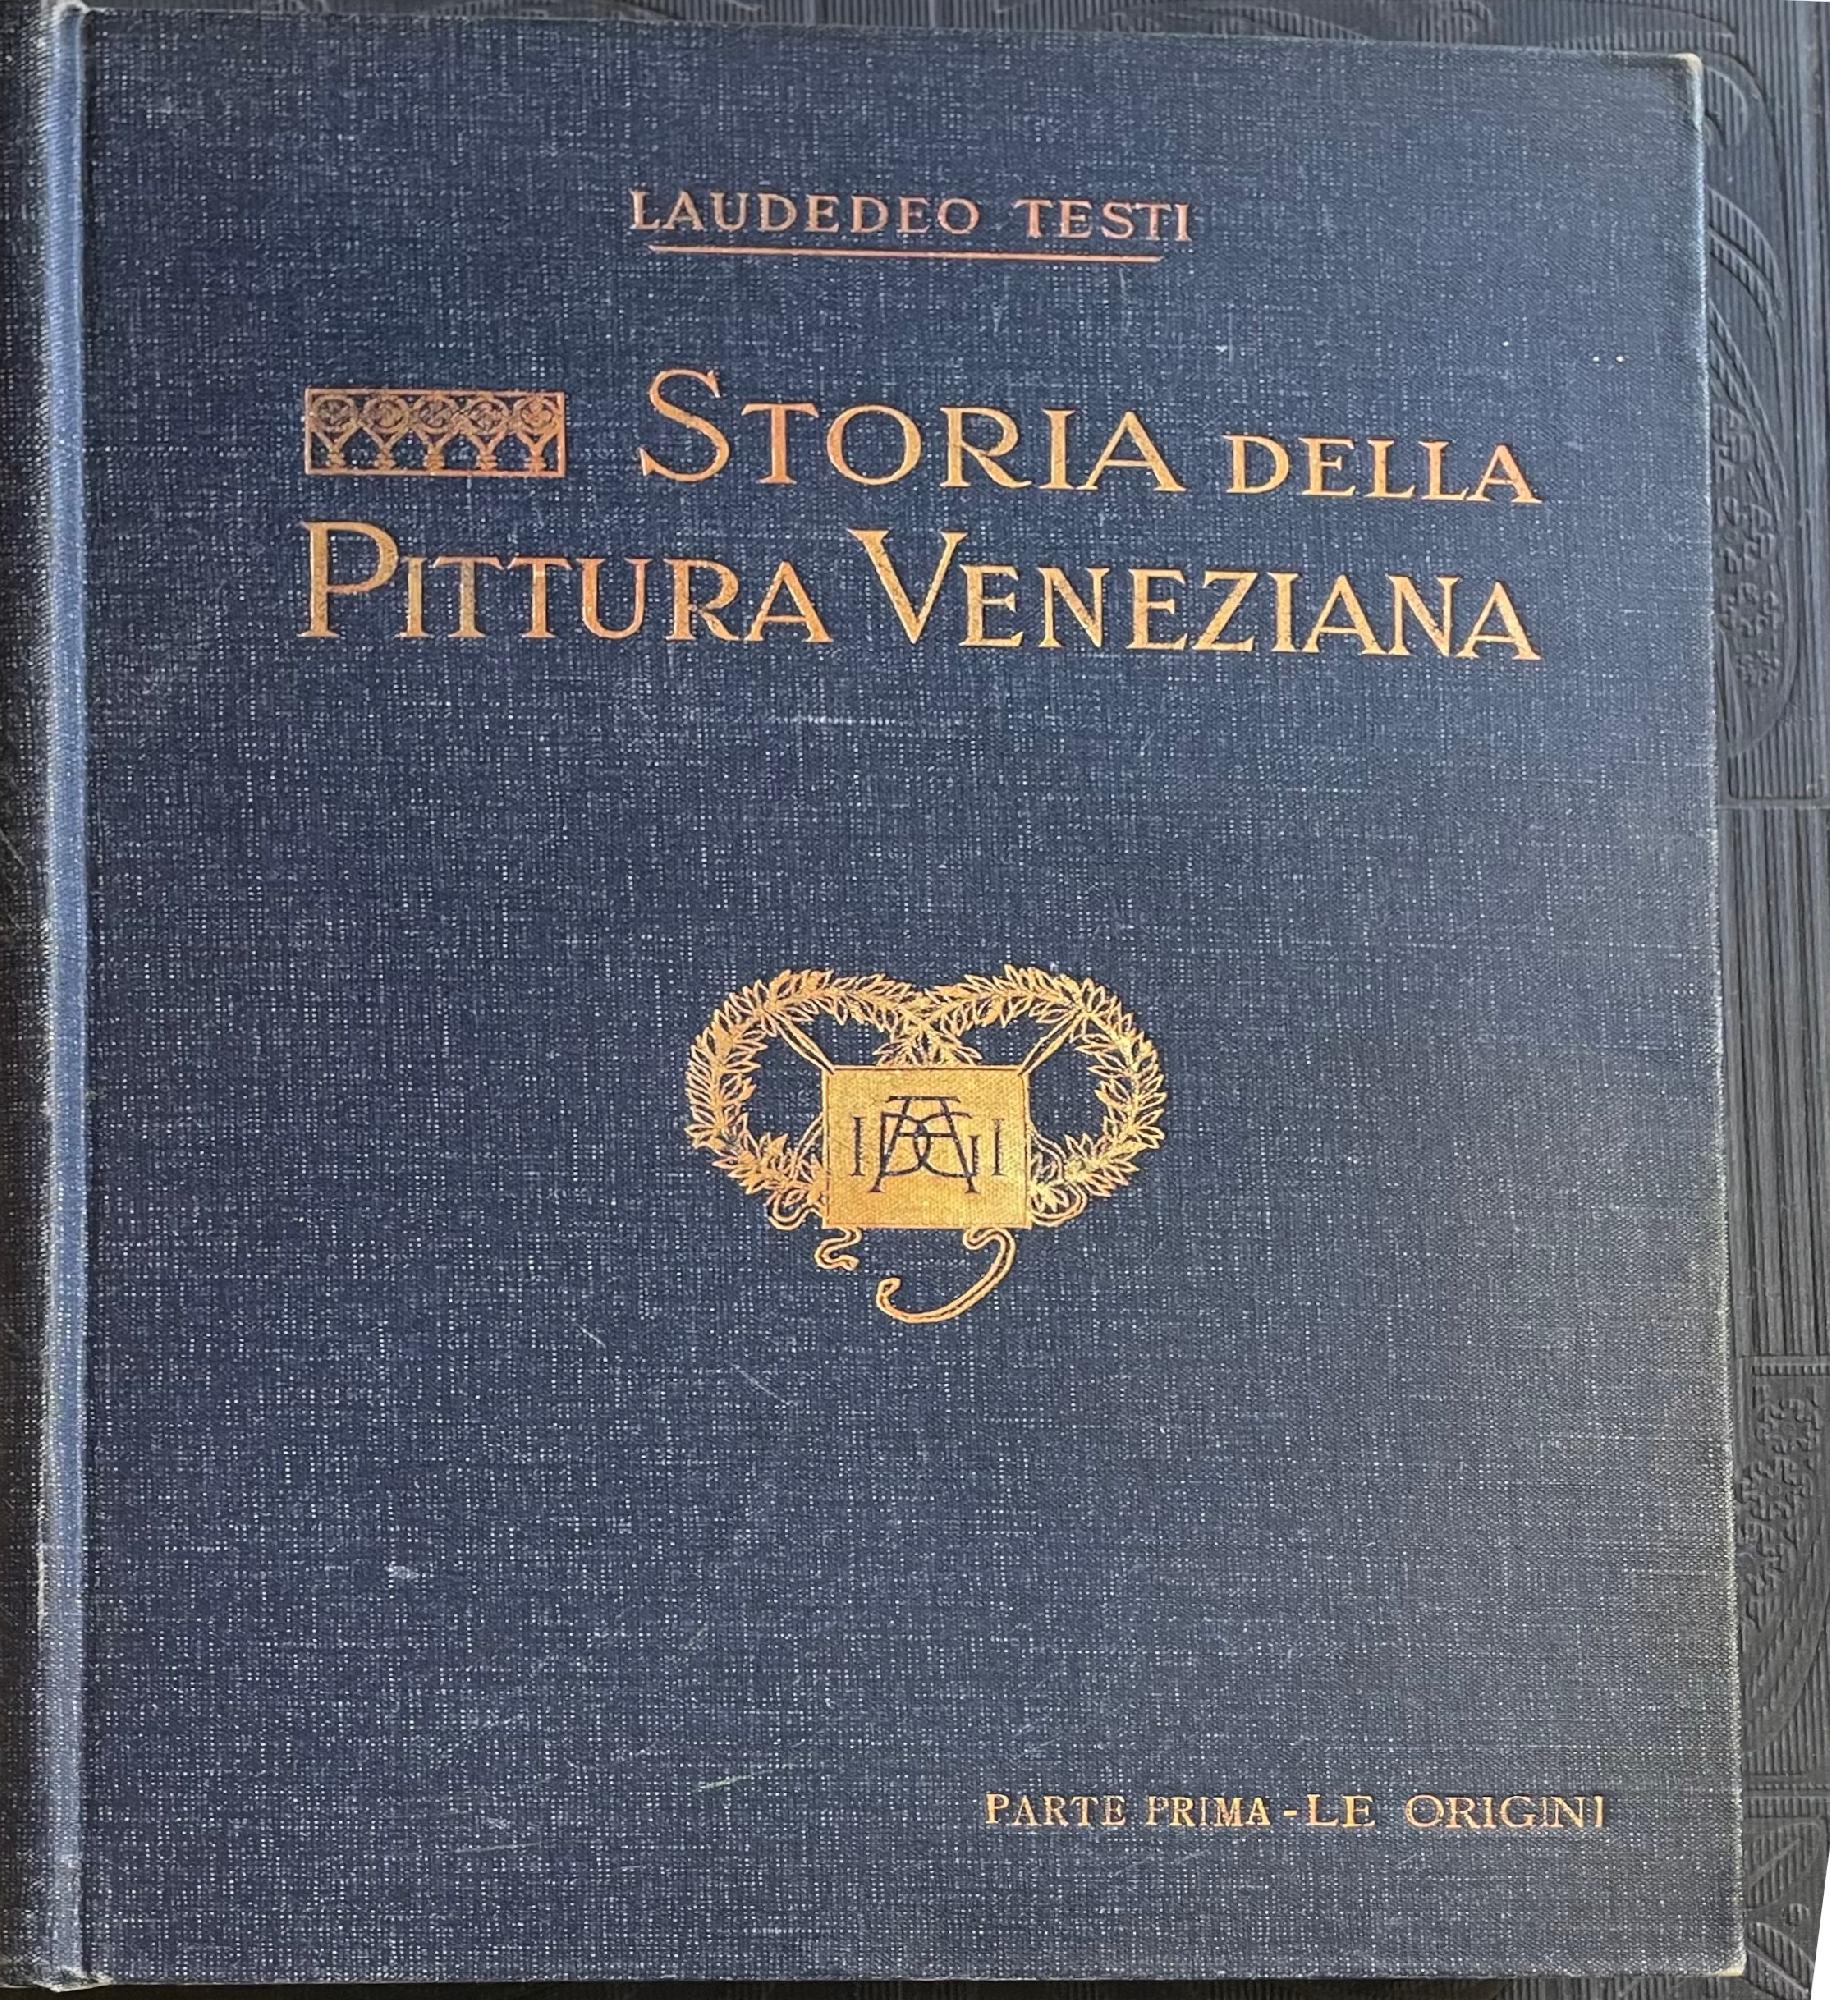 LAUDEDEO TESTI
STORIA DELLA
PITTURA VENEZIANA
PARTE PRIMA - LE ORIGINI